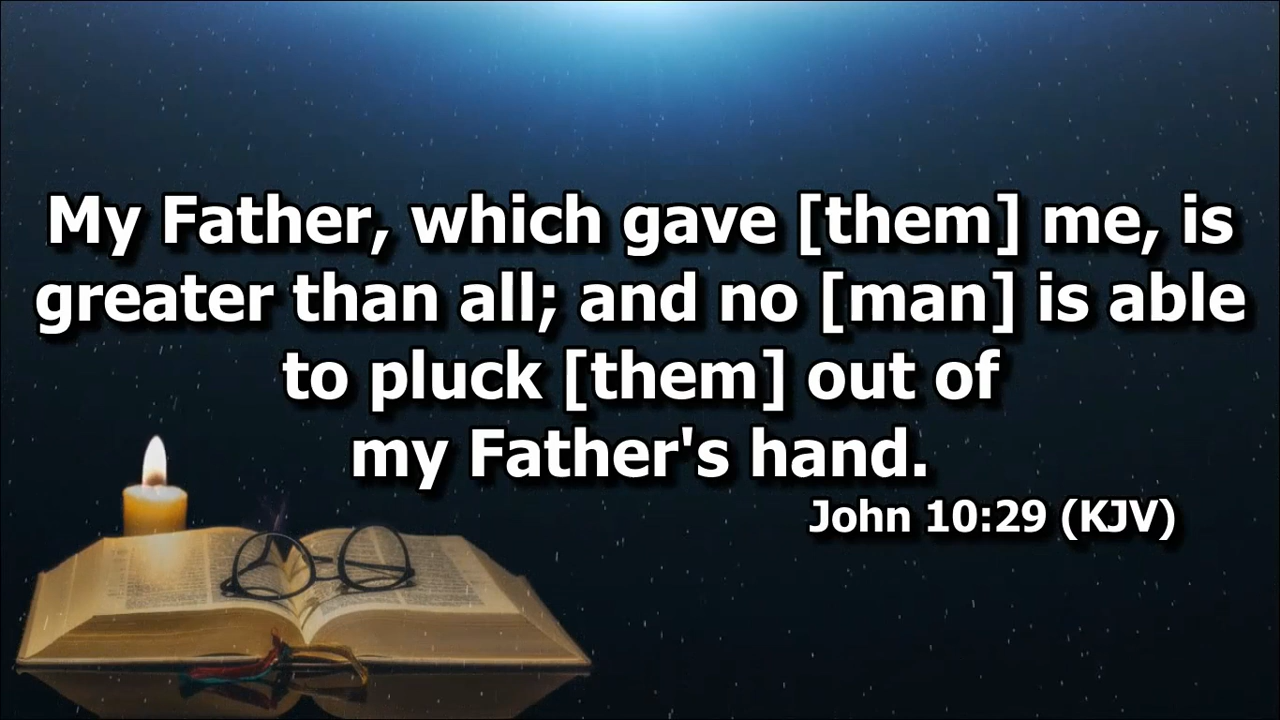 My Father, which gave [them] me, is
greater than all; and no [man] is able
to pluck [them] out of
my Father's hand.
John 10:29 (KJV)